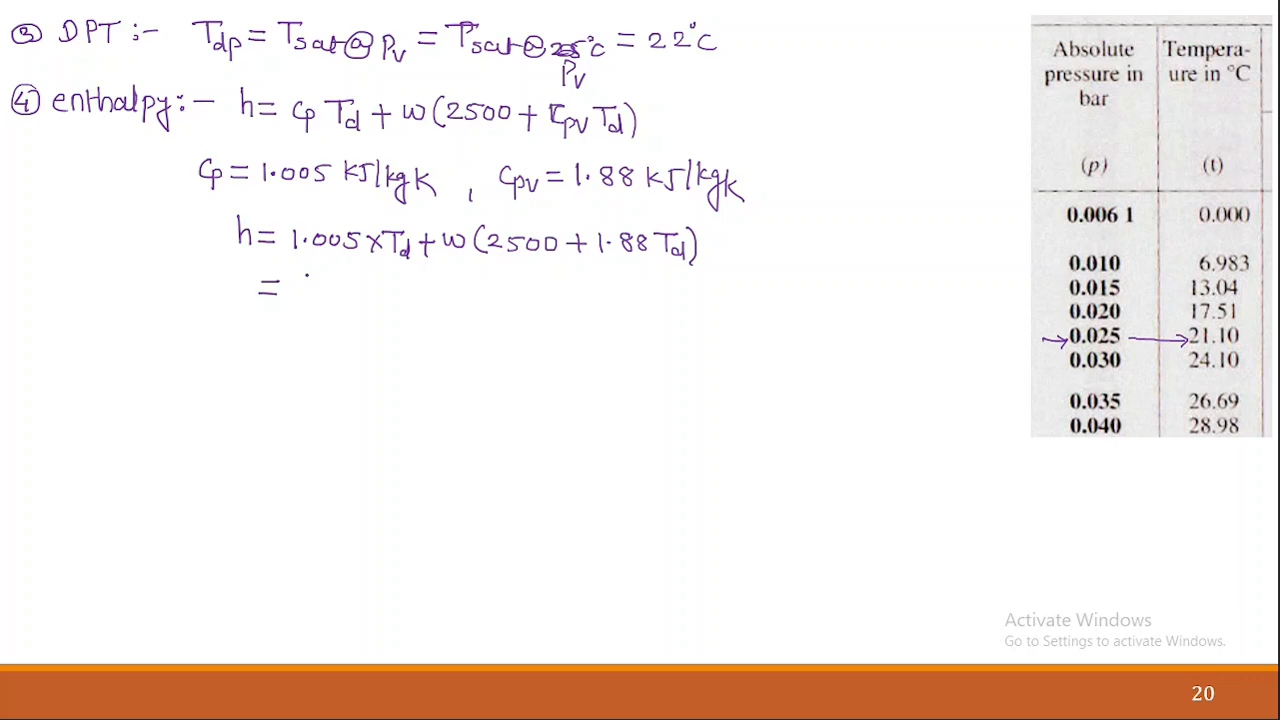 ③ DPT :- Tdp = Tsat@Pv = Tsat@ Pv = 22°C
④ enthalpy :- h = Cp Td + w (2500 + Cpv Td)
Cp = 1.005 KJ/kgK , Cpv = 1.88 KJ/kgK
h = 1.005 x Td + w (2500 + 1.88 Td)
=
Absolute pressure in bar Tempera-
ure in °C
(p) (t)
0.006 1 0.000
0.010 6.983
0.015 13.04
0.020 17.51
→ 0.025 → 21.10
0.030 24.10
0.035 26.69
0.040 28.98
Activate Windows
Go to Settings to activate Windows.
20